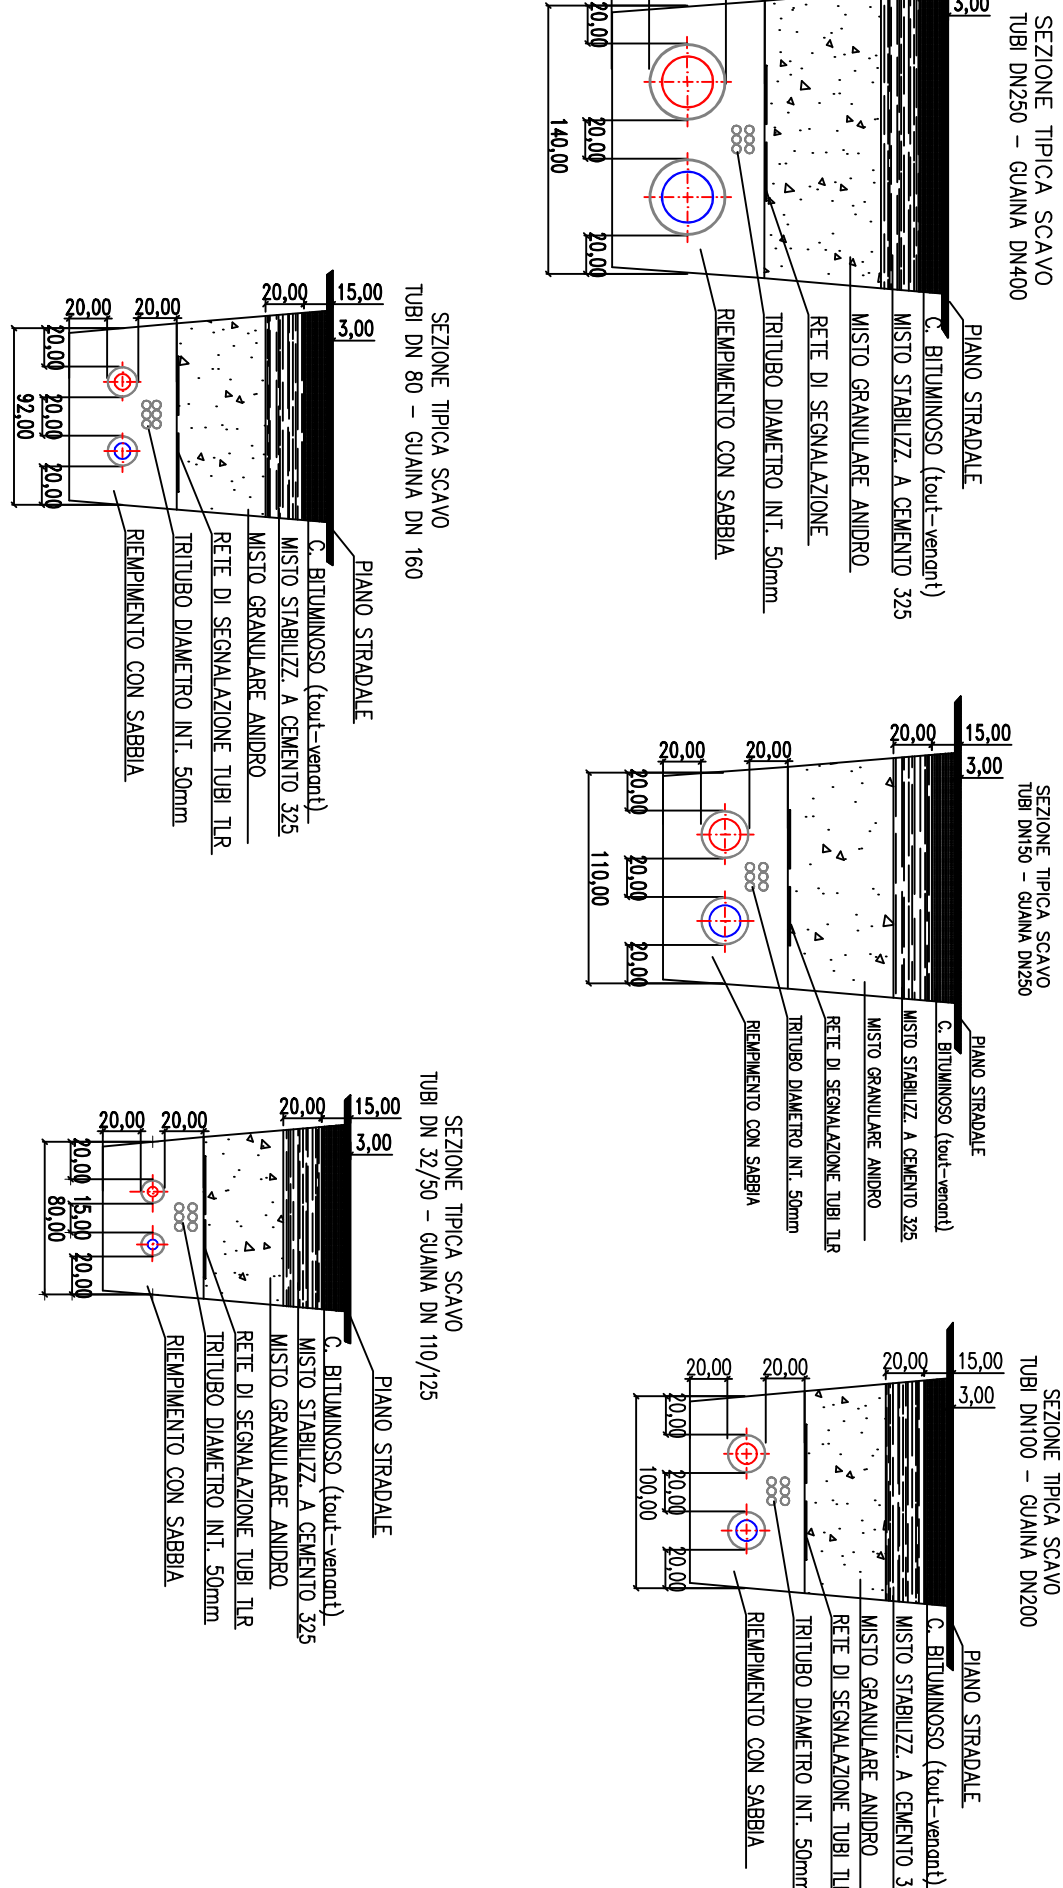 SEZIONE TIPICA SCAVO
TUBI DN250 – GUAINA DN400
3,00
20,00
20,00
20,00
140,00
PIANO STRADALE
C. BITUMINOSO (tout-venant)
MISTO STABILIZZ. A CEMENTO 325
MISTO GRANULARE ANIDRO
RETE DI SEGNALAZIONE
TRITUBO DIAMETRO INT. 50mm
RIEMPIMENTO CON SABBIA
SEZIONE TIPICA SCAVO
TUBI DN150 – GUAINA DN250
15,00
3,00
20,00
20,00
20,00
20,00
20,00
20,00
110,00
PIANO STRADALE
C. BITUMINOSO (tout-venant)
MISTO STABILIZZ. A CEMENTO 325
MISTO GRANULARE ANIDRO
RETE DI SEGNALAZIONE TUBI TLR
TRITUBO DIAMETRO INT. 50mm
RIEMPIMENTO CON SABBIA
SEZIONE TIPICA SCAVO
TUBI DN100 – GUAINA DN200
15,00
3,00
20,00
20,00
20,00
20,00
20,00
20,00
100,00
PIANO STRADALE
C. BITUMINOSO (tout-venant)
MISTO STABILIZZ. A CEMENTO 3
MISTO GRANULARE ANIDRO
RETE DI SEGNALAZIONE TUBI TL
TRITUBO DIAMETRO INT. 50mm
RIEMPIMENTO CON SABBIA
SEZIONE TIPICA SCAVO
TUBI DN 80 – GUAINA DN 160
15,00
3,00
20,00
20,00
20,00
20,00
20,00
20,00
92,00
PIANO STRADALE
C. BITUMINOSO (tout-venant)
MISTO STABILIZZ. A CEMENTO 325
MISTO GRANULARE ANIDRO
RETE DI SEGNALAZIONE TUBI TLR
TRITUBO DIAMETRO INT. 50mm
RIEMPIMENTO CON SABBIA
SEZIONE TIPICA SCAVO
TUBI DN 32/50 – GUAINA DN 110/125
15,00
3,00
20,00
20,00
20,00
20,00
15,00
20,00
80,00
PIANO STRADALE
C. BITUMINOSO (tout-venant)
MISTO STABILIZZ. A CEMENTO 325
MISTO GRANULARE ANIDRO
RETE DI SEGNALAZIONE TUBI TLR
TRITUBO DIAMETRO INT. 50mm
RIEMPIMENTO CON SABBIA